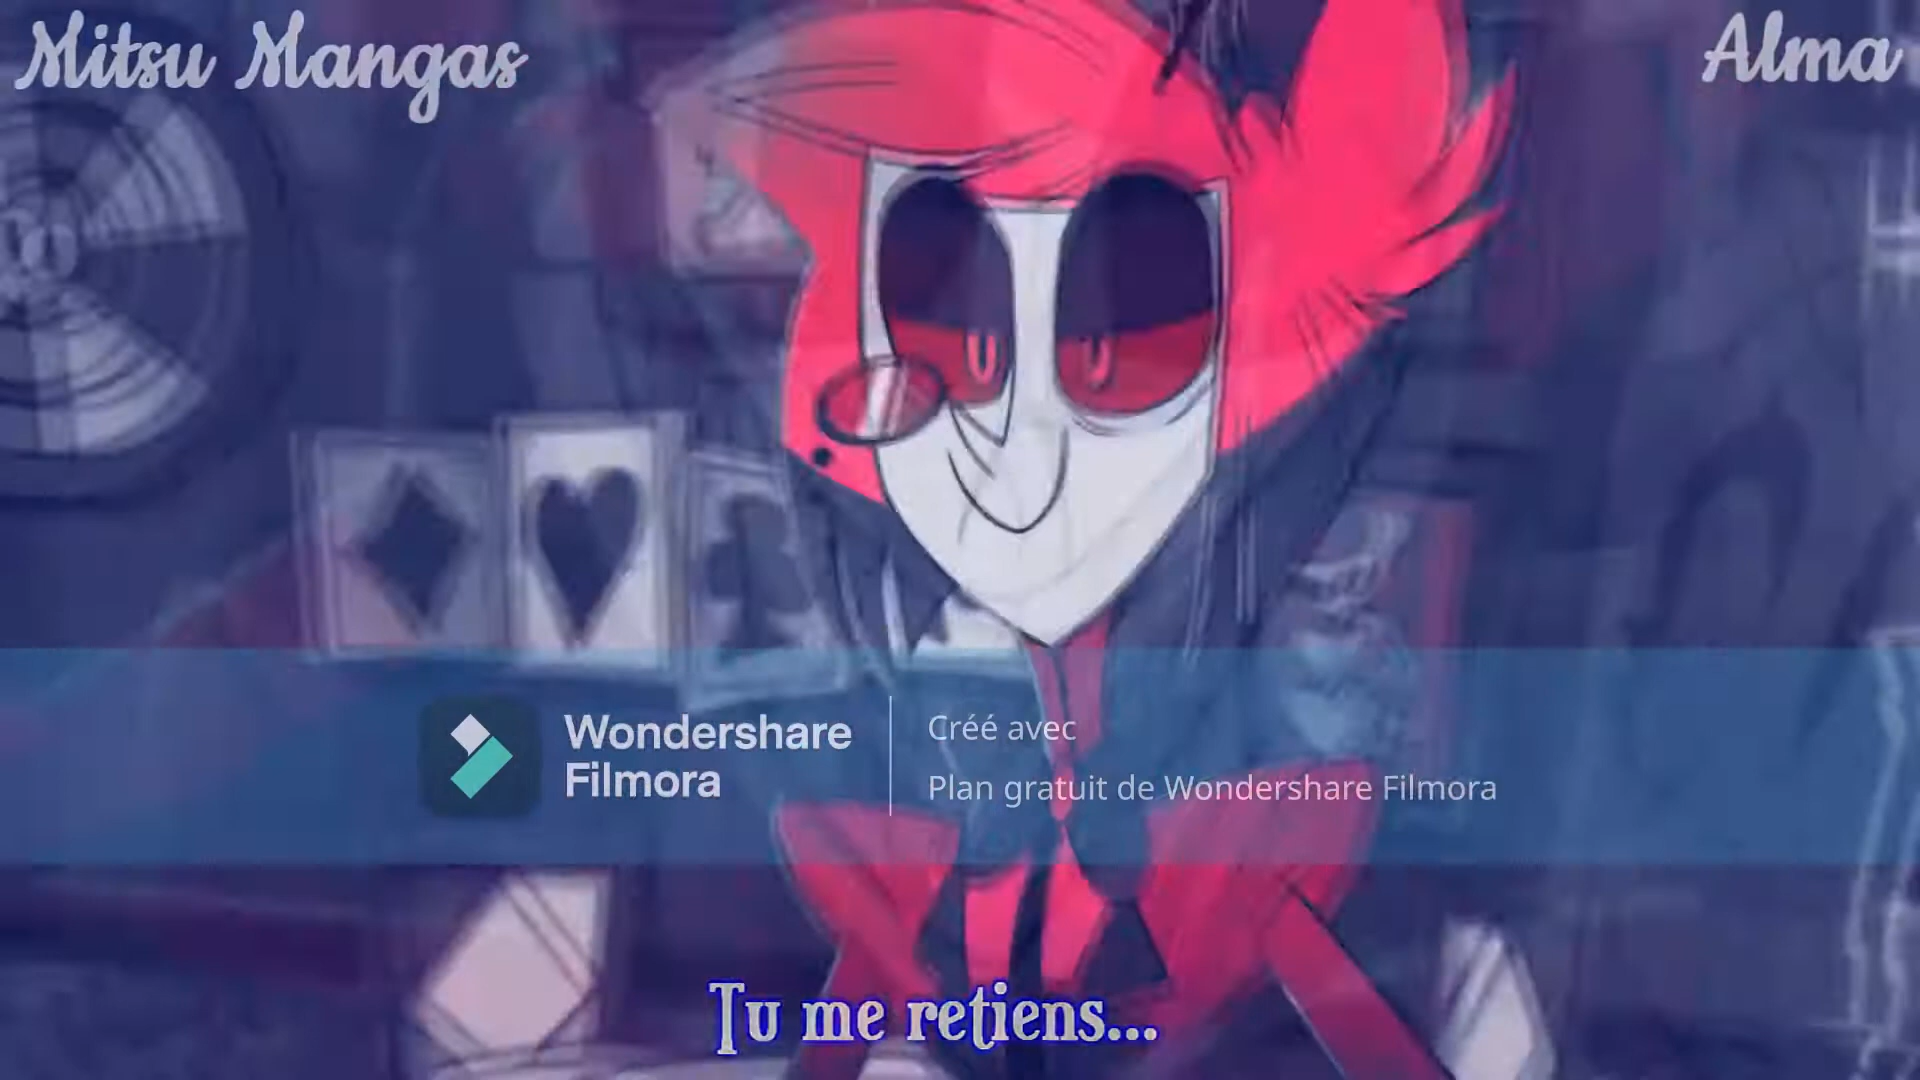 Mitsu Mangas
Alma
Wondershare
Filmora
Créé avec
Plan gratuit de Wondershare Filmora
Tu me retiens...